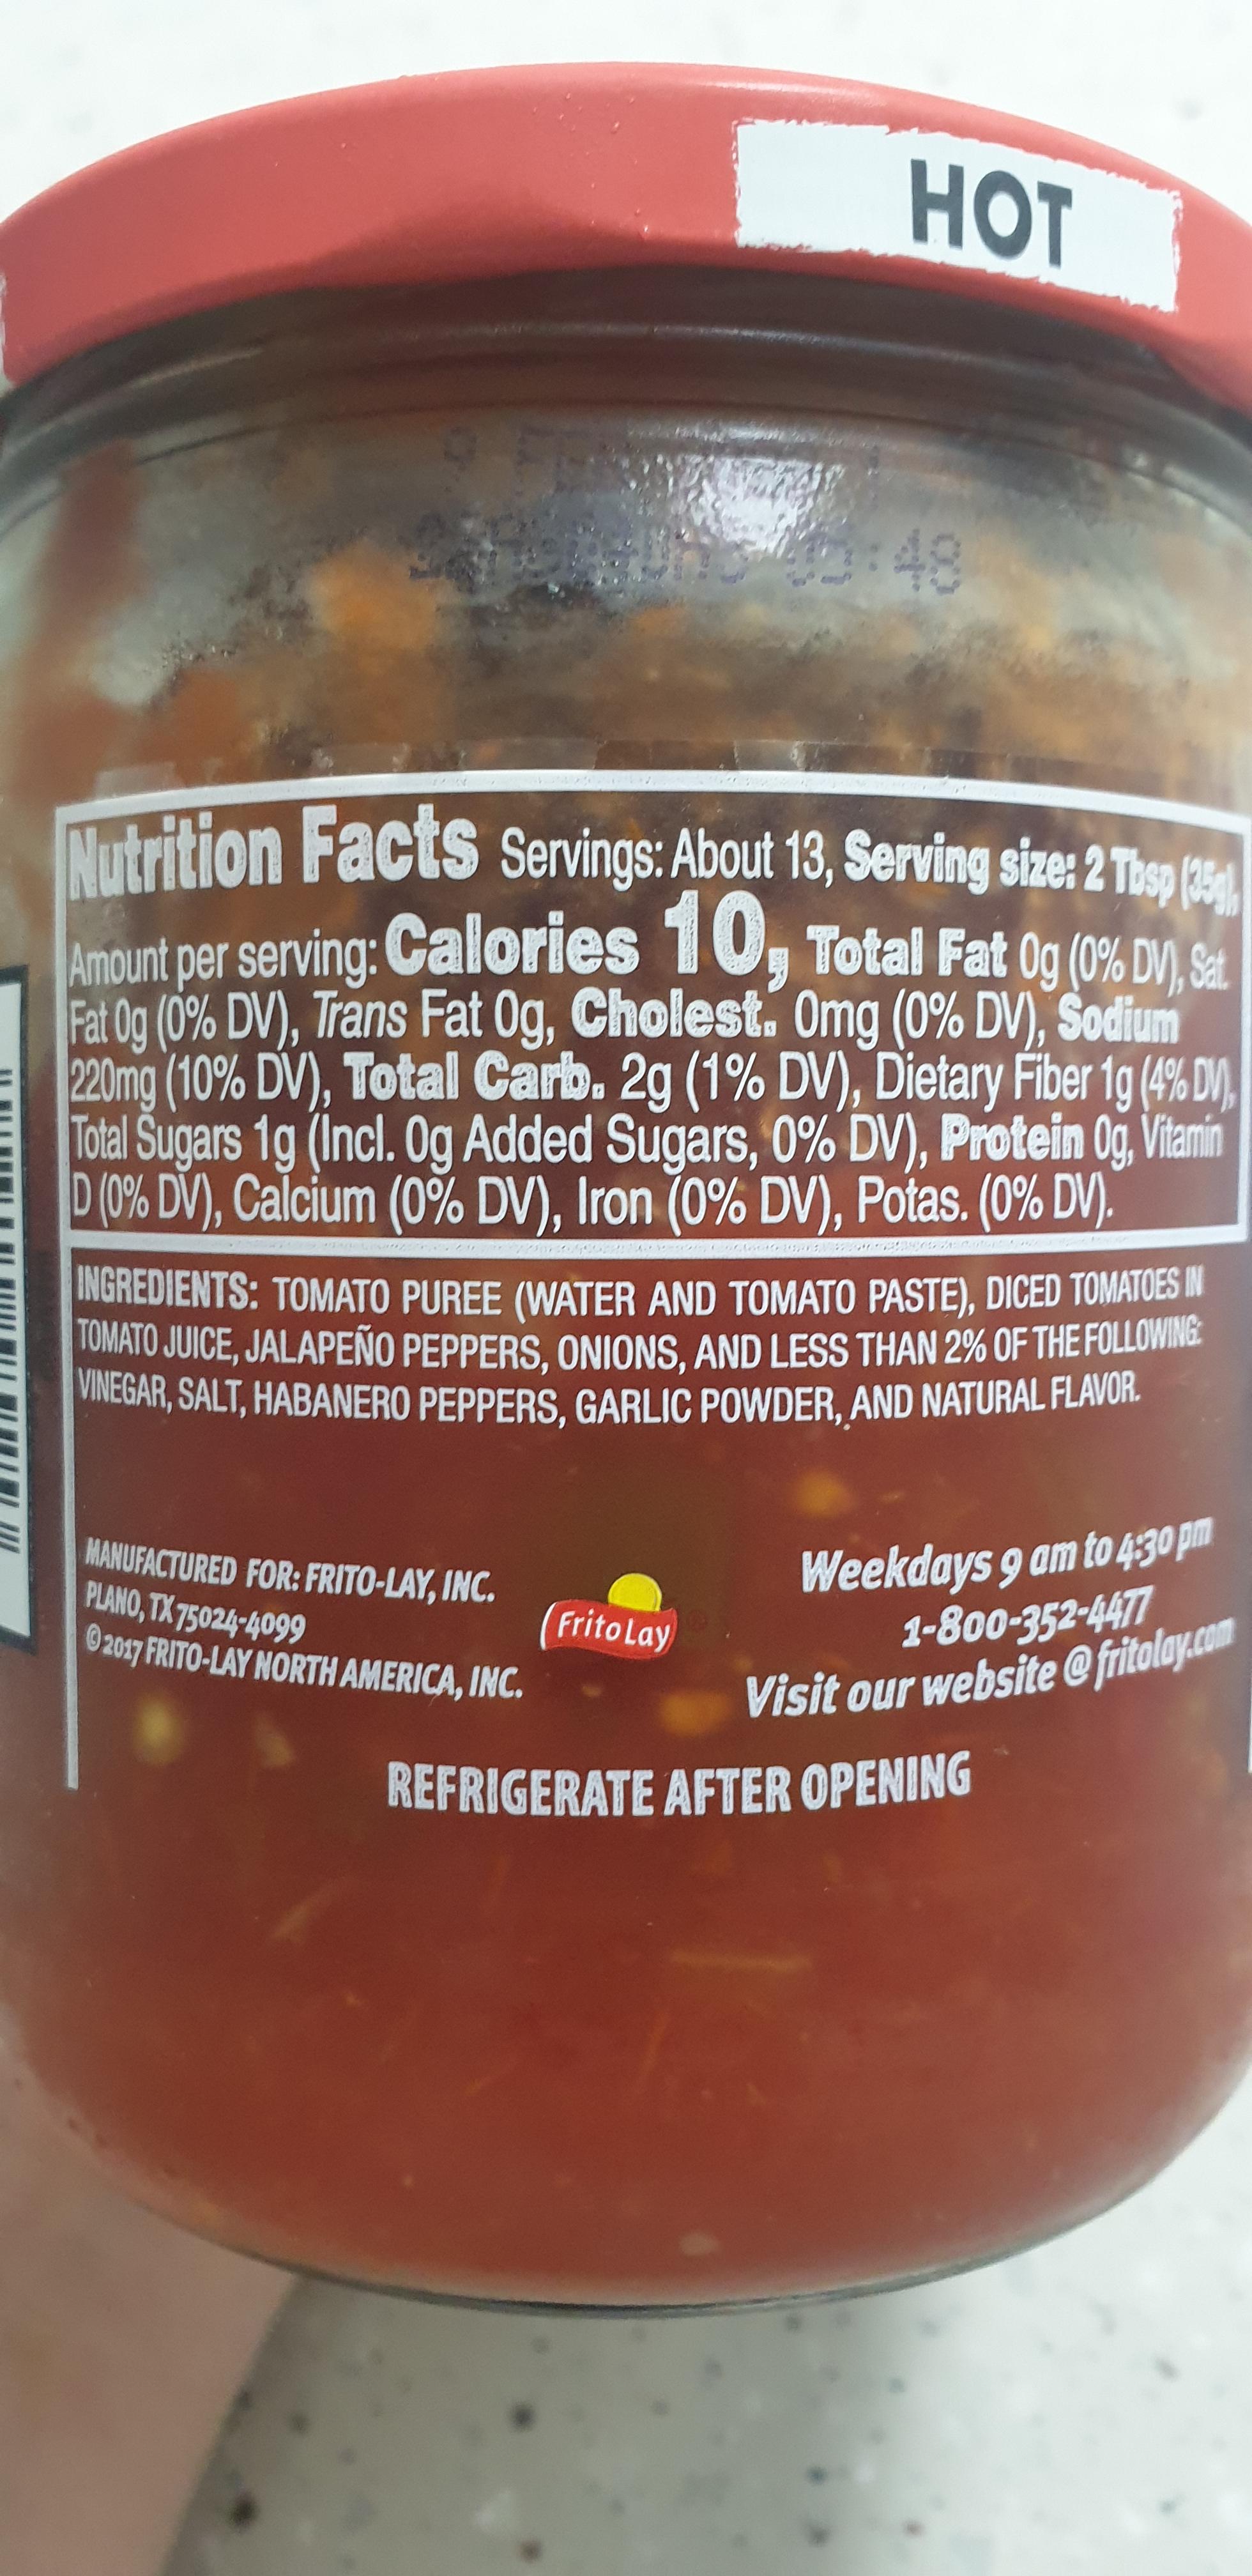 HOT
Nutrition Facts Servings: About 13, Serving size: 2 Tbsp (35g),
Amount per serving: Calories 10, Total Fat 0g (0% DV), Sat.
Fat 0g (0% DV), Trans Fat 0g, Cholest. 0mg (0% DV), Sodium
220mg (10% DV), Total Carb. 2g (1% DV), Dietary Fiber 1g (4% DV),
Total Sugars 1g (Incl. 0g Added Sugars, 0% DV), Protein 0g, Vitamin
D (0% DV), Calcium (0% DV), Iron (0% DV), Potas. (0% DV).
INGREDIENTS: TOMATO PUREE (WATER AND TOMATO PASTE), DICED TOMATOES IN
TOMATO JUICE, JALAPEÑO PEPPERS, ONIONS, AND LESS THAN 2% OF THE FOLLOWING:
VINEGAR, SALT, HABANERO PEPPERS, GARLIC POWDER, AND NATURAL FLAVOR.
MANUFACTURED FOR: FRITO-LAY, INC.
PLANO, TX 75024-4099
© 2017 FRITO-LAY NORTH AMERICA, INC.
FritoLay
Weekdays 9 am to 4:30 pm
1-800-352-4477
Visit our website @ fritolay.com
REFRIGERATE AFTER OPENING